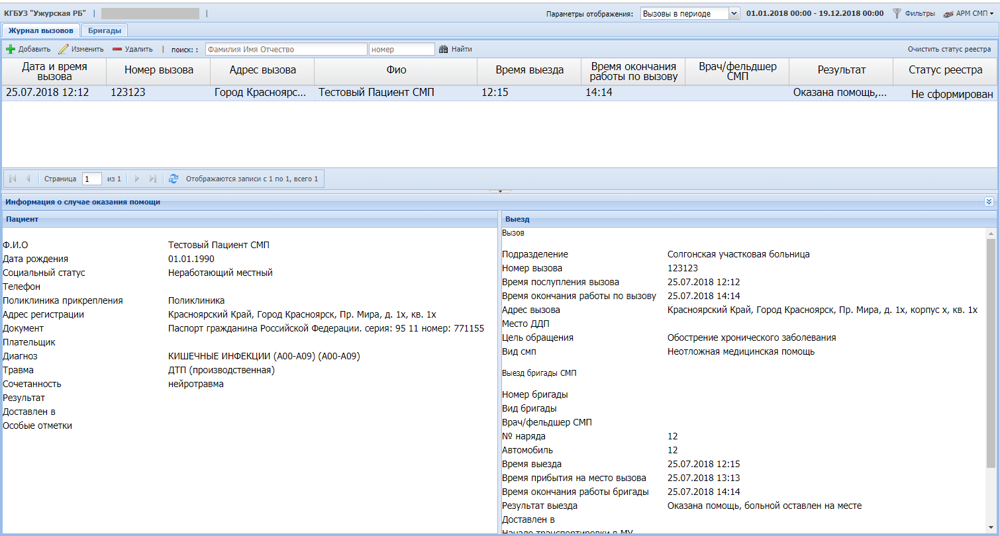 КГБУЗ "Ужурская РБ" | | Параметры отображения: Вызовы в периоде 01.01.2018 00:00 - 19.12.2018 00:00 Фильтры АРМ СМП
Журнал вызовов Бригады
Добавить Изменить Удалить | поиск: : Фамилия Имя Отчество номер Найти Очистить статус реестра
Дата и время вызова Номер вызова Адрес вызова Фио Время выезда Время окончания работы по вызову Врач/фельдшер СМП Результат Статус реестра
25.07.2018 12:12 123123 Город Красноярс... Тестовый Пациент СМП 12:15 14:14 Оказана помощь,... Не сформирован
Страница 1 из 1 Отображаются записи с 1 по 1, всего 1
Информация о случае оказания помощи
Пациент
Ф.И.О Тестовый Пациент СМП
Дата рождения 01.01.1990
Социальный статус Неработающий местный
Телефон
Поликлиника прикрепления Поликлиника
Адрес регистрации Красноярский Край, Город Красноярск, Пр. Мира, д. 1х, кв. 1х
Документ Паспорт гражданина Российской Федерации. серия: 95 11 номер: 771155
Плательщик
Диагноз КИШЕЧНЫЕ ИНФЕКЦИИ (A00-A09) (A00-A09)
Травма ДТП (производственная)
Сочетанность нейротравма
Результат
Доставлен в
Особые отметки
Выезд
Вызов
Подразделение Солгонская участковая больница
Номер вызова 123123
Время послупления вызова 25.07.2018 12:12
Время окончания работы по вызову 25.07.2018 14:14
Адрес вызова Красноярский Край, Город Красноярск, Пр. Мира, д. 1х, корпус х, кв. 1х
Место ДДП
Цель обращения Обострение хронического заболевания
Вид смп Неотложная медицинская помощь
Выезд бригады СМП
Номер бригады
Вид бригады
Врач/фельдшер СМП
№ наряда 12
Автомобиль 12
Время выезда 25.07.2018 12:15
Время прибытия на место вызова 25.07.2018 13:13
Время окончания работы бригады 25.07.2018 14:14
Результат выезда Оказана помощь, больной оставлен на месте
Доставлен в
Начало транспортировки в МУ